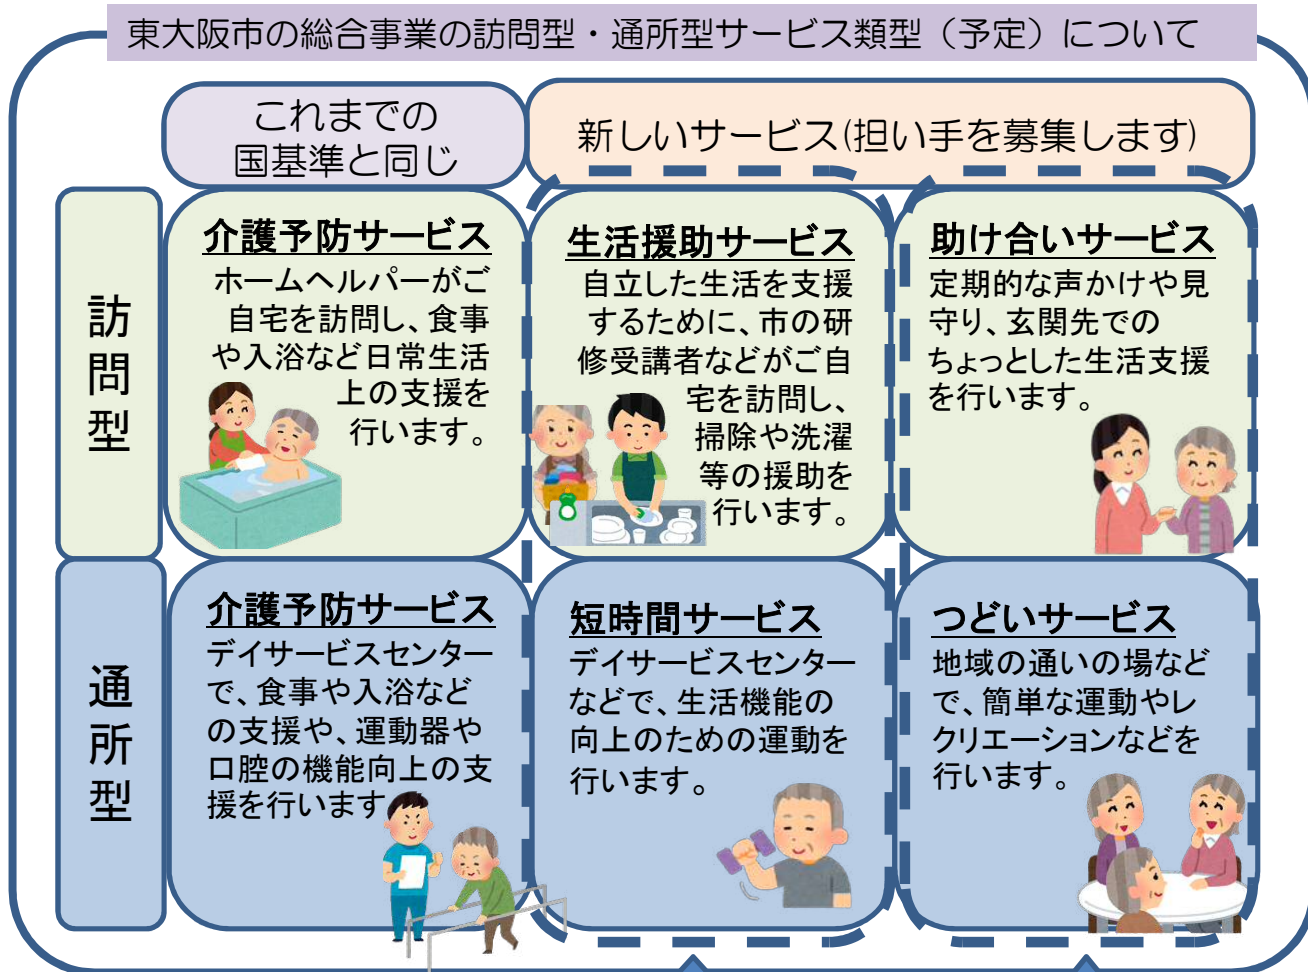 東大阪市の総合事業の訪問型・通所型サービス類型（予定）について
これまでの
国基準と同じ
新しいサービス(担い手を募集します)
訪問型
介護予防サービス
ホームヘルパーがご
自宅を訪問し、食事
や入浴など日常生活
上の支援を
行います。
生活援助サービス
自立した生活を支援
するために、市の研
修受講者などがご自
宅を訪問し、
掃除や洗濯
等の援助を
行います。
助け合いサービス
定期的な声かけや見
守り、玄関先での
ちょっとした生活支援
を行います。
通所型
介護予防サービス
デイサービスセンター
で、食事や入浴など
の支援や、運動器や
口腔の機能向上の支
援を行います
短時間サービス
デイサービスセンター
などで、生活機能の
向上のための運動を
行います。
つどいサービス
地域の通いの場など
で、簡単な運動やレ
クリエーションなどを
行います。